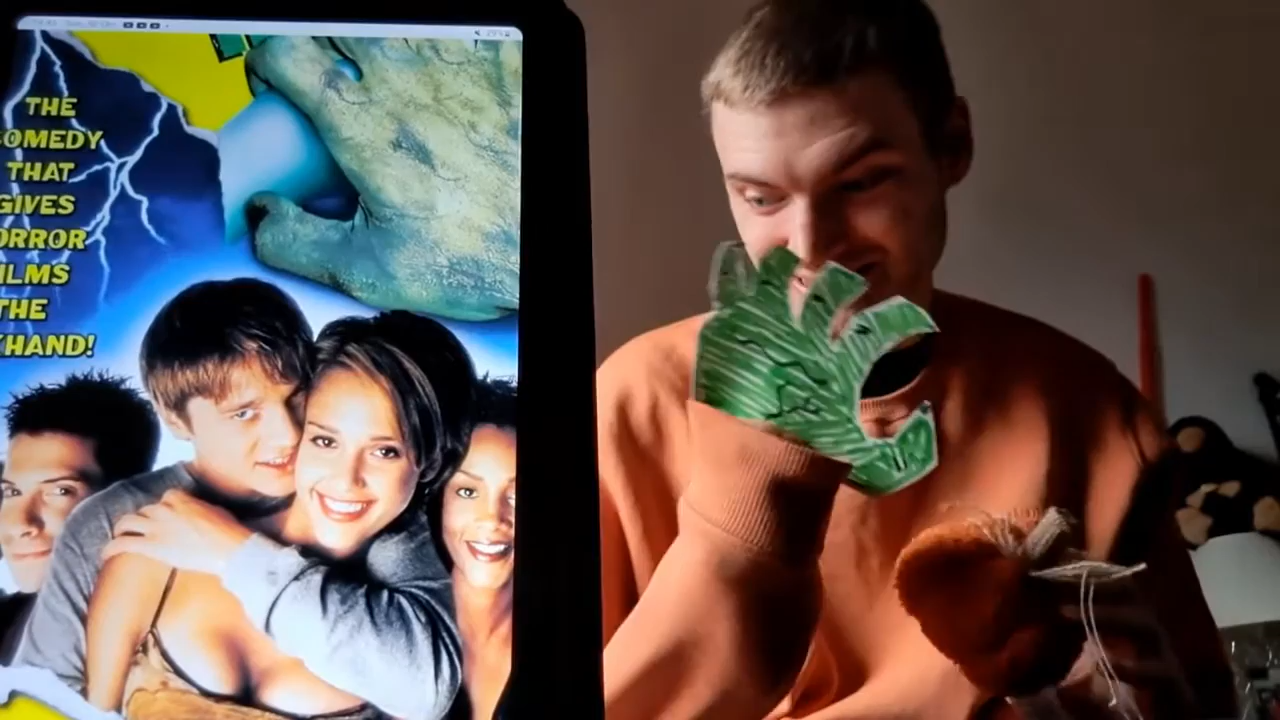 THE
OMEDY
THAT
GIVES
ORROR
ILMS
THE
HAND!